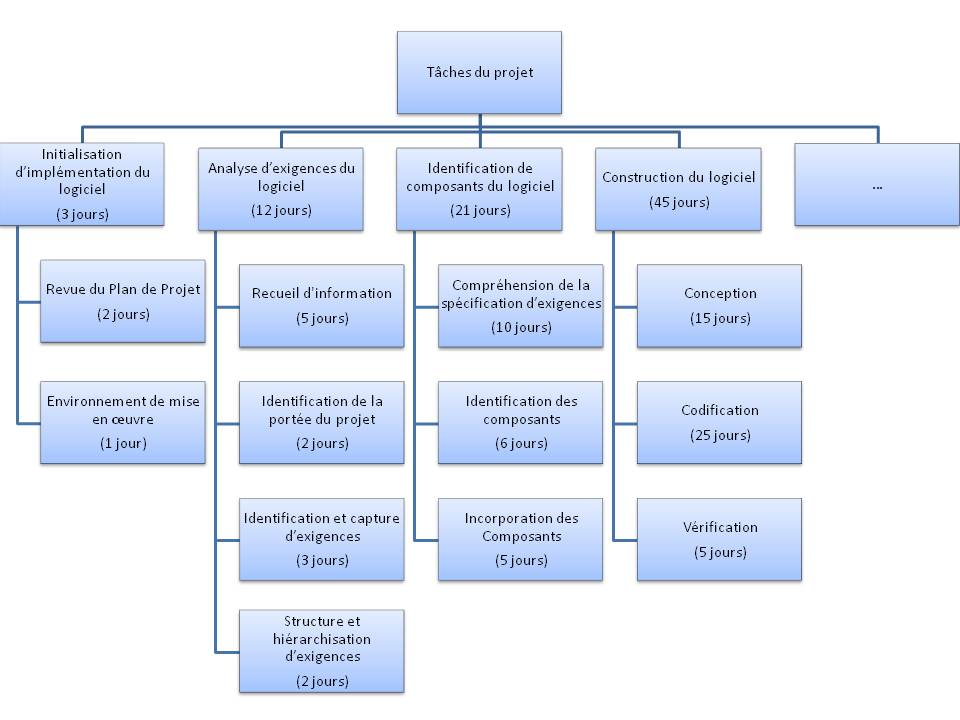 Tâches du projet
Initialisation
d’implémentation du
logiciel
(3 jours)
Revue du Plan de Projet
(2 jours)
Environnement de mise
en œuvre
(1 jour)
Analyse d’exigences du
logiciel
(12 jours)
Recueil d’information
(5 jours)
Identification de la
portée du projet
(2 jours)
Identification et capture
d’exigences
(3 jours)
Structure et
hiérarchisation
d’exigences
(2 jours)
Identification de
composants du logiciel
(21 jours)
Compréhension de la
spécification d’exigences
(10 jours)
Identification des
composants
(6 jours)
Incorporation des
Composants
(5 jours)
Construction du logiciel
(45 jours)
Conception
(15 jours)
Codification
(25 jours)
Vérification
(5 jours)
...